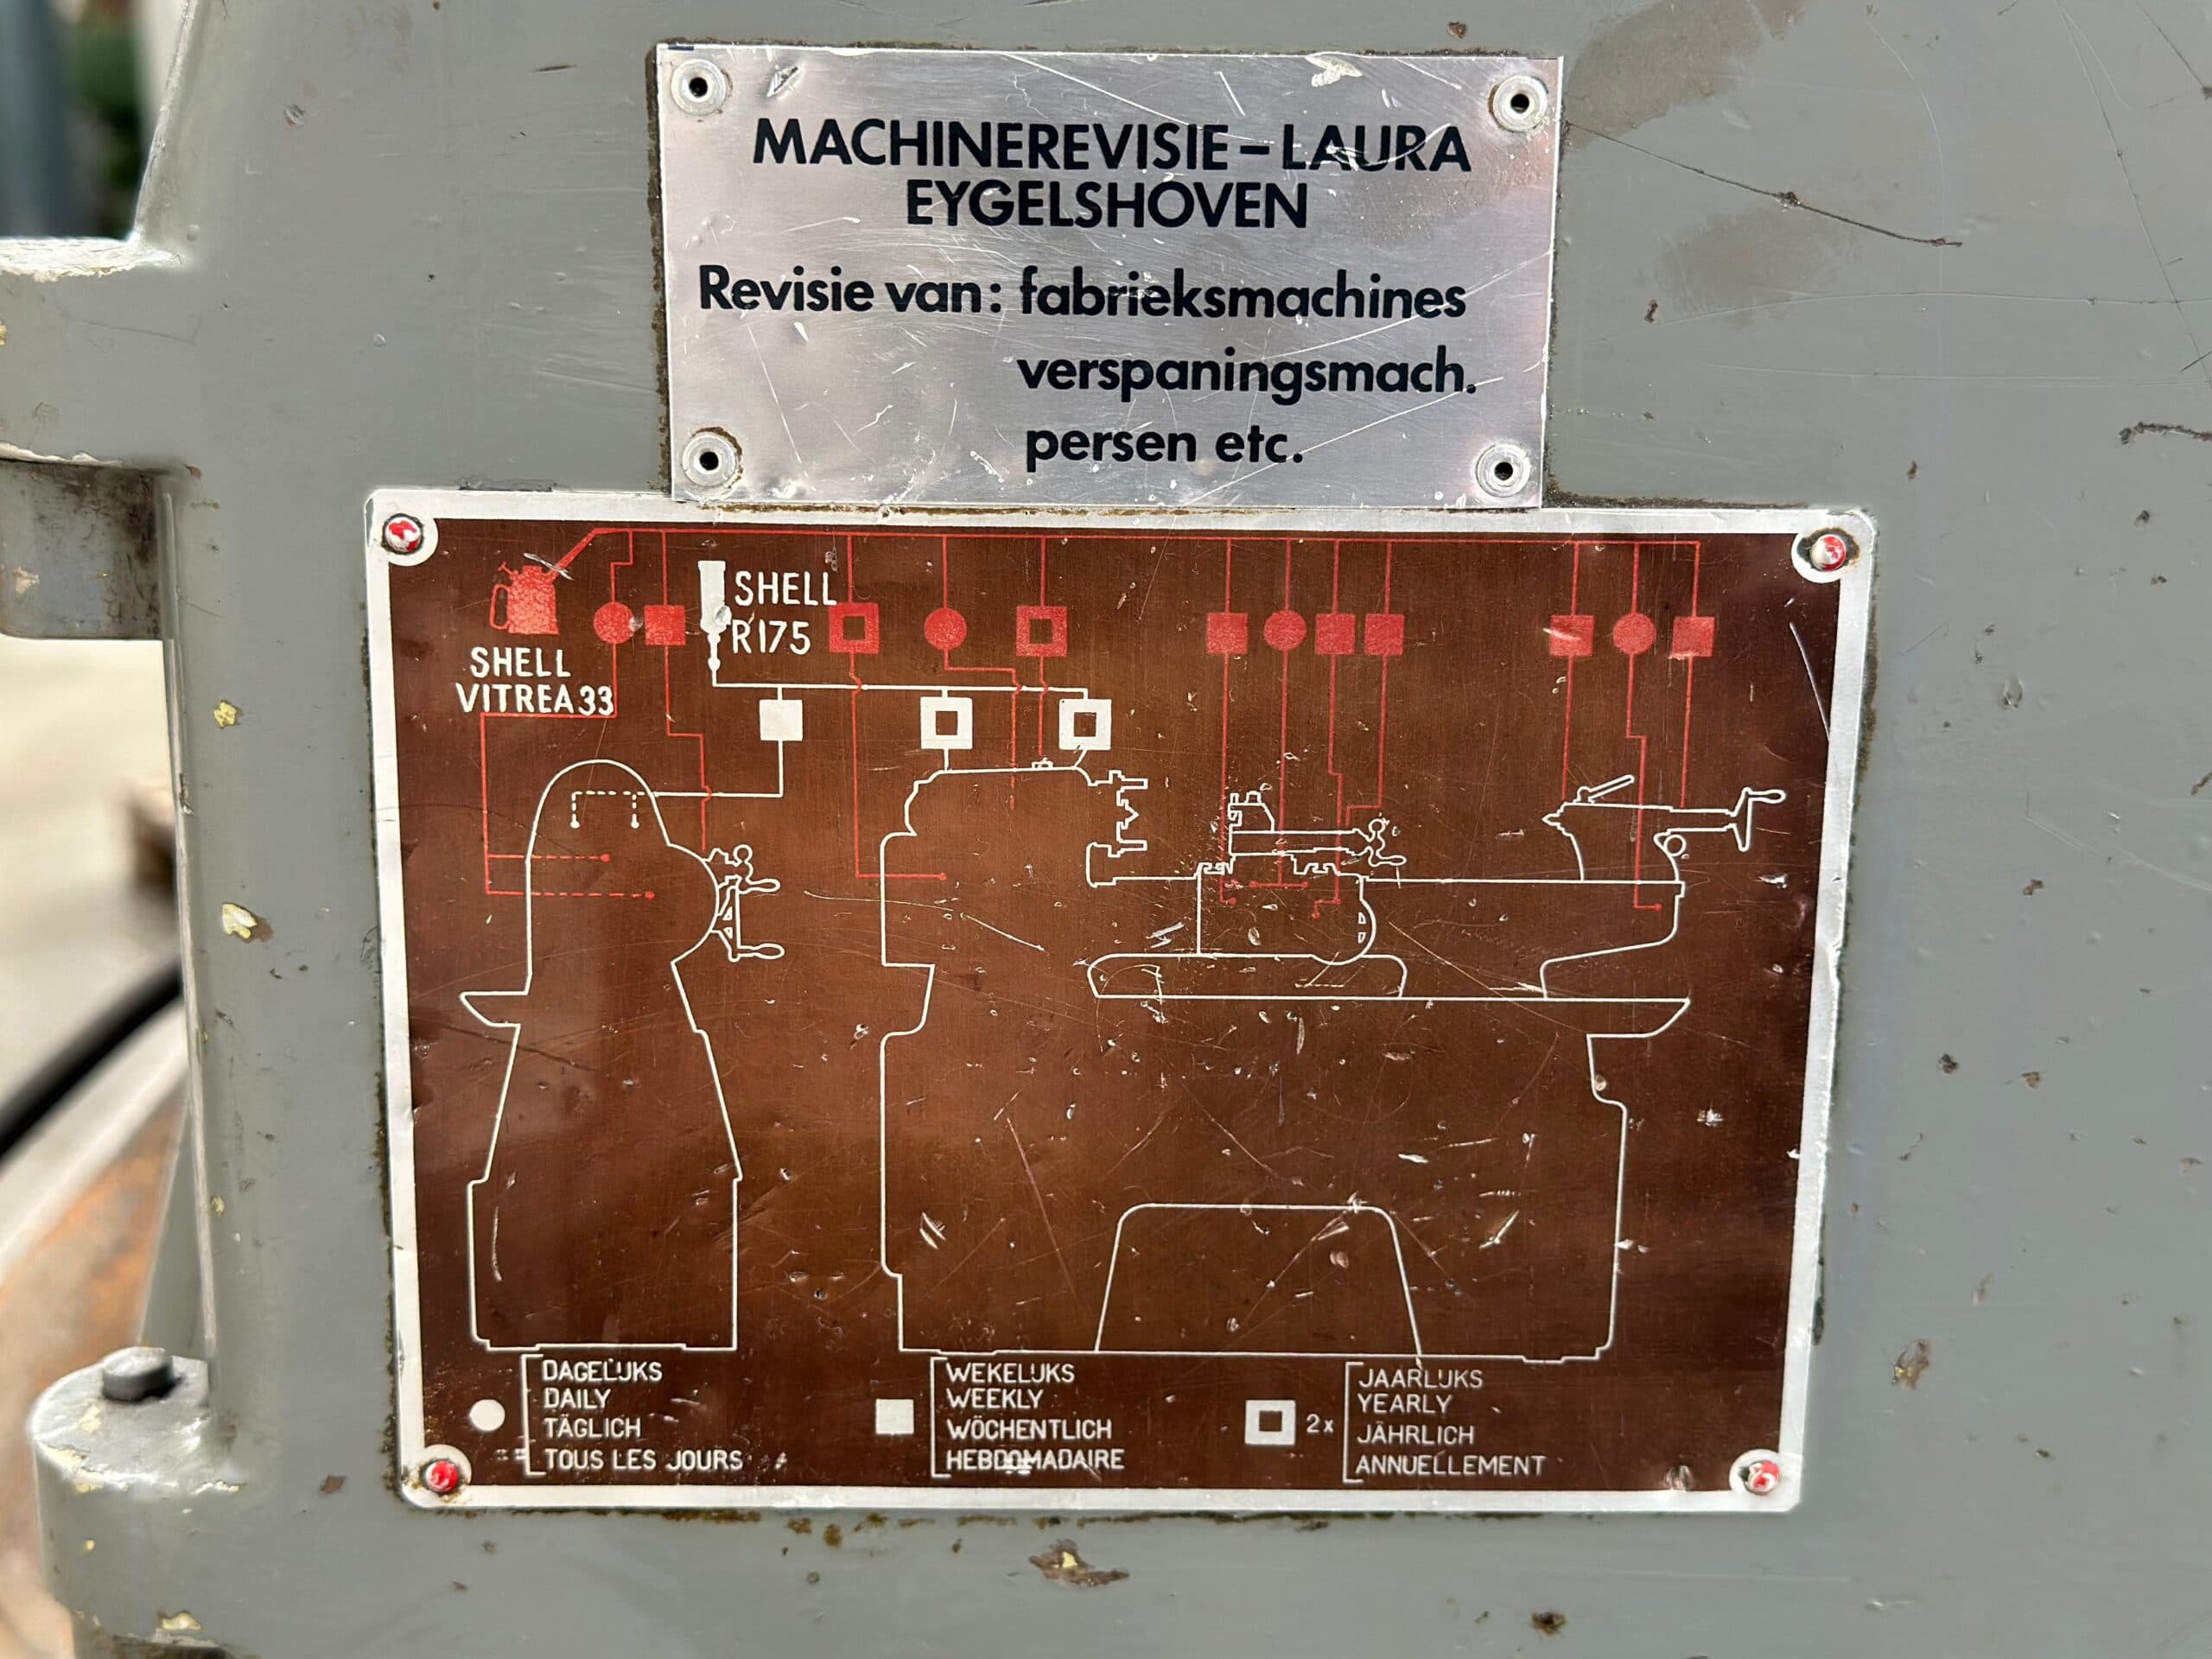 MACHINEREVISIE – LAURA
EYGELSHOVEN
Revisie van: fabrieksmachines
verspaningsmach.
persen etc.
SHELL
VITREA 33
SHELL
R175
DAGELIJKS
DAILY
TÄGLICH
TOUS LES JOURS
WEKELIJKS
WEEKLY
WÖCHENTLICH
HEBDOMADAIRE
2x
JAARLIJKS
YEARLY
JÄHRLICH
ANNUELLEMENT